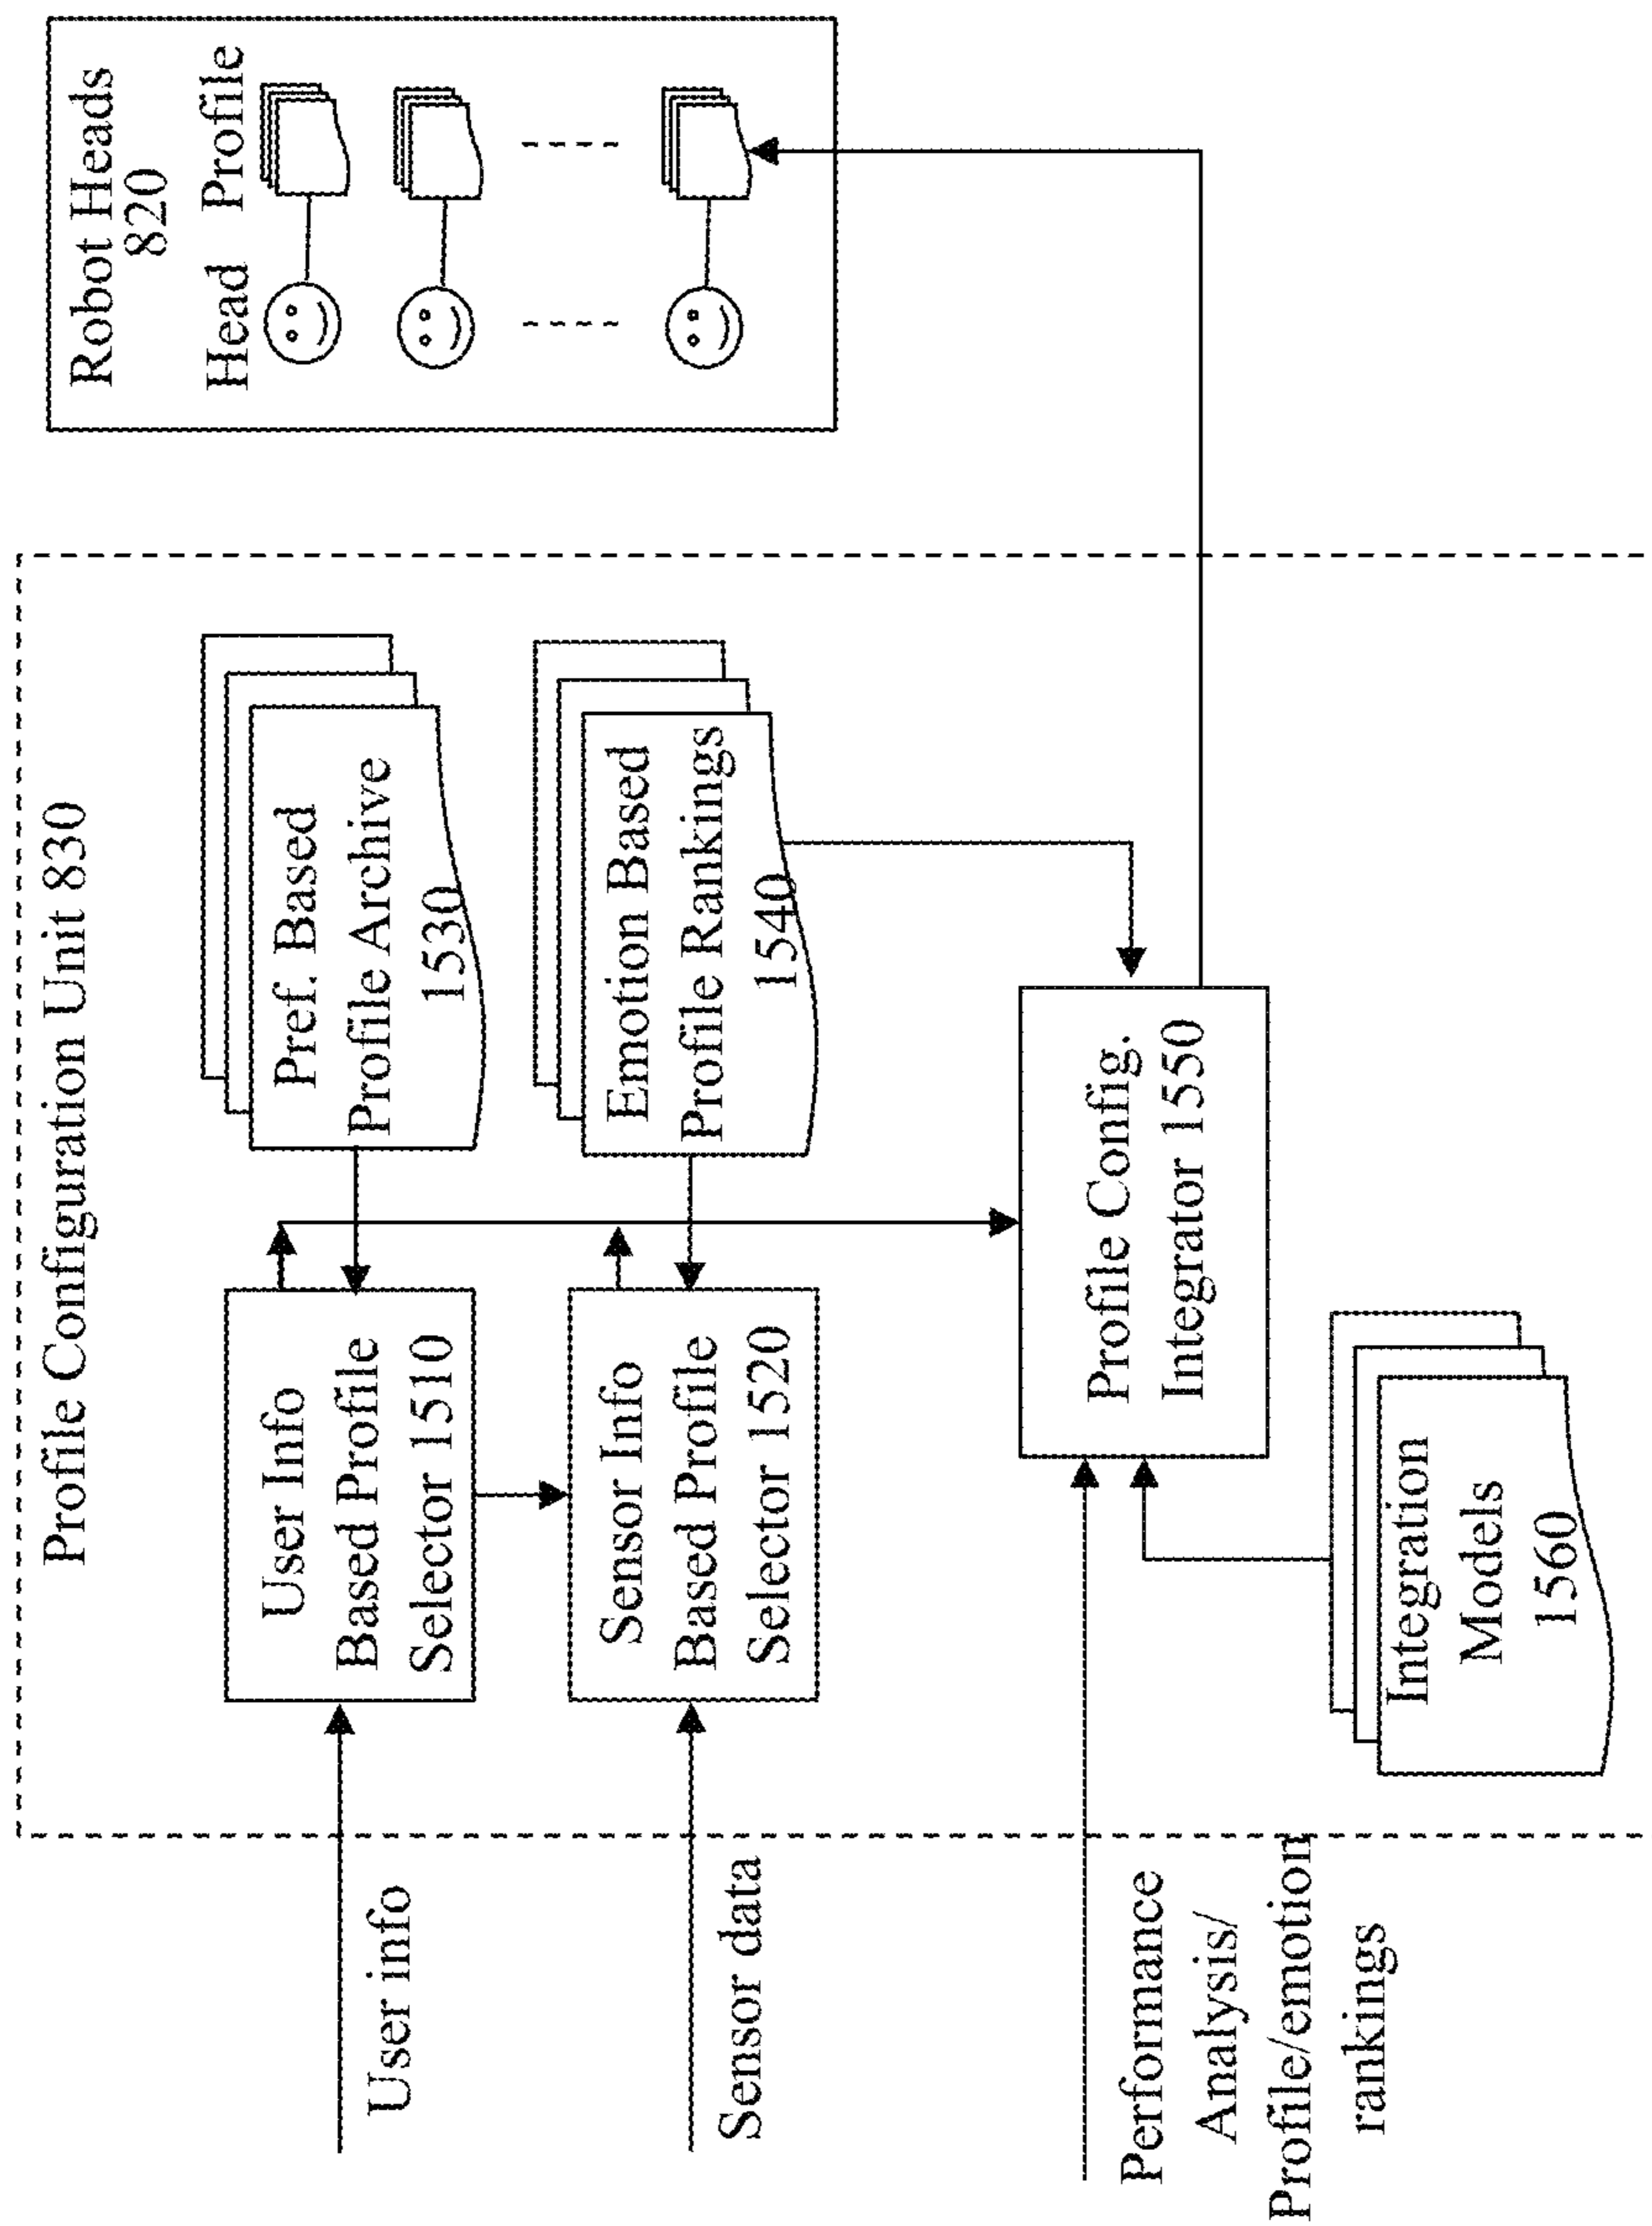 Profile Configuration Unit 830
User info
User Info
Based Profile
Selector 1510
Pref. Based
Profile Archive
1530
Sensor data
Sensor Info
Based Profile
Selector 1520
Emotion Based
Profile Rankings
1540
Performance
Analysis/
Profile/emotion
rankings
Profile Config.
Integrator 1550
Integration
Models
1560
Robot Heads
820
Head Profile